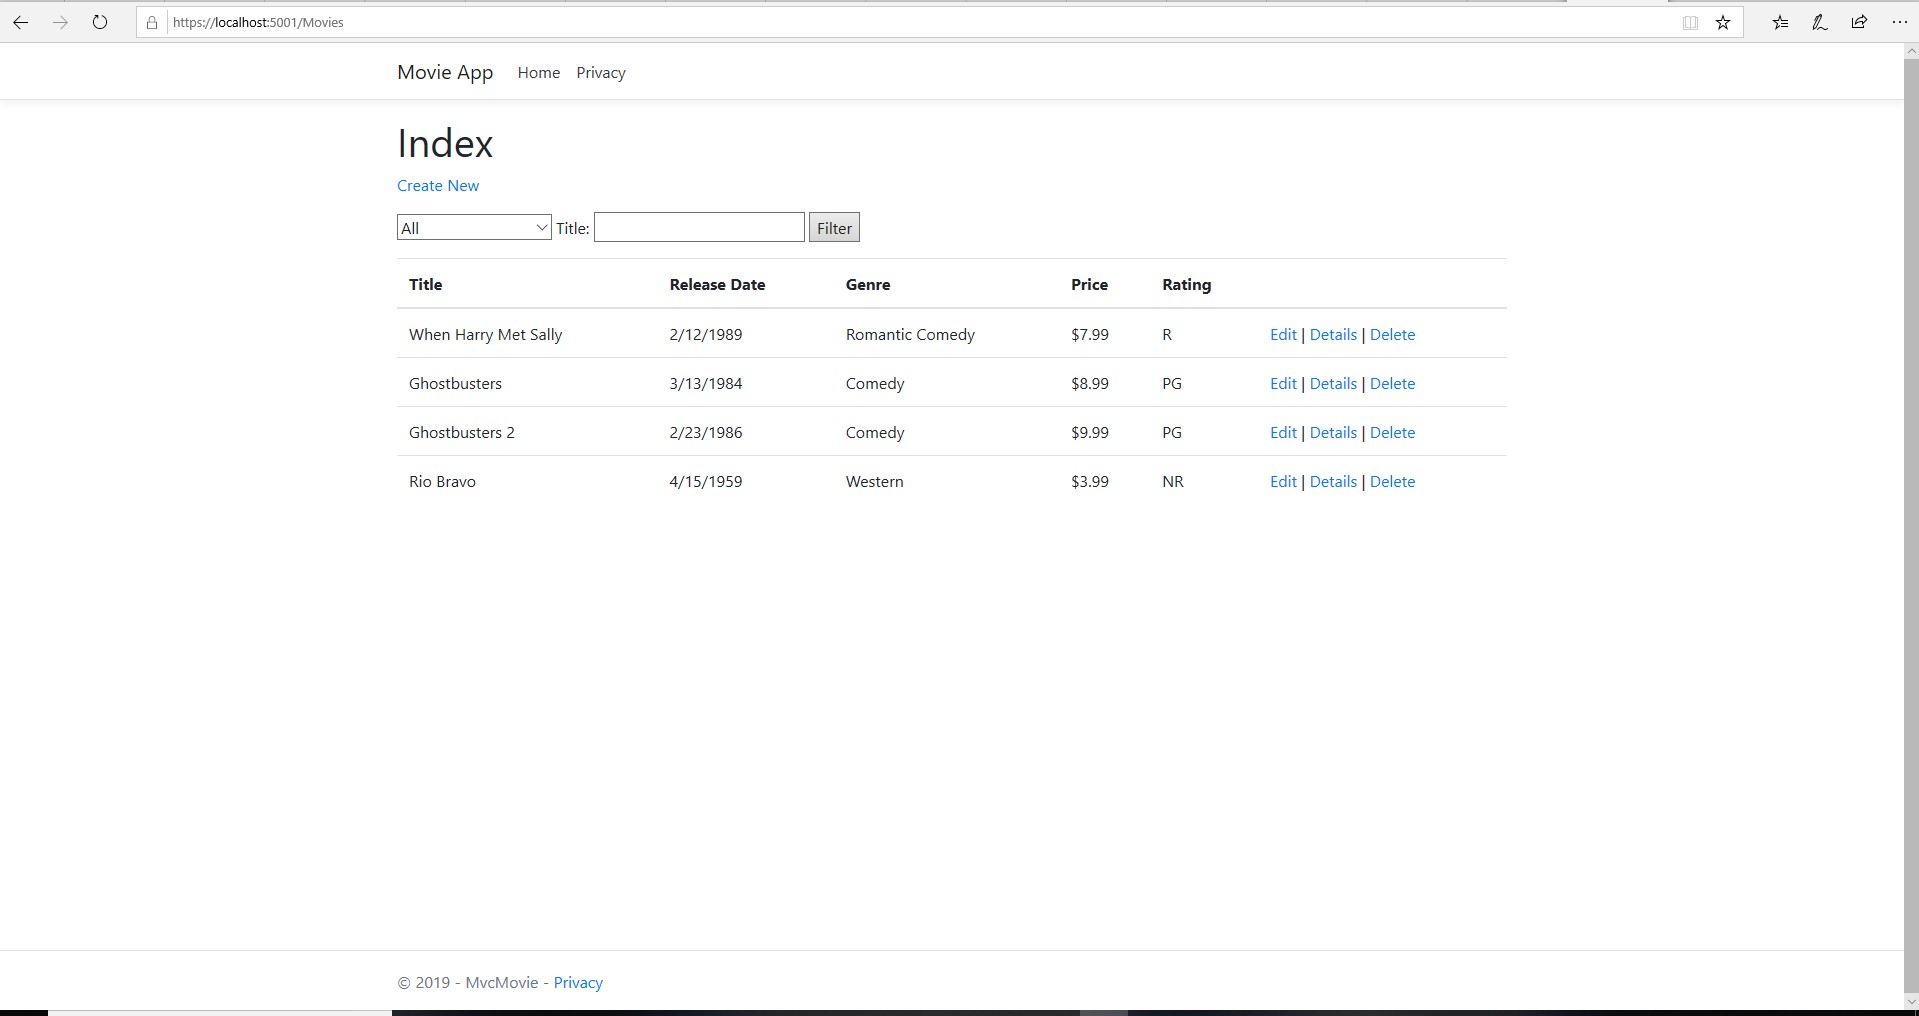 https://localhost:5001/Movies
Movie App Home Privacy
Index
Create New
All Title: Filter
Title Release Date Genre Price Rating
When Harry Met Sally 2/12/1989 Romantic Comedy $7.99 R Edit | Details | Delete
Ghostbusters 3/13/1984 Comedy $8.99 PG Edit | Details | Delete
Ghostbusters 2 2/23/1986 Comedy $9.99 PG Edit | Details | Delete
Rio Bravo 4/15/1959 Western $3.99 NR Edit | Details | Delete
© 2019 - MvcMovie - Privacy